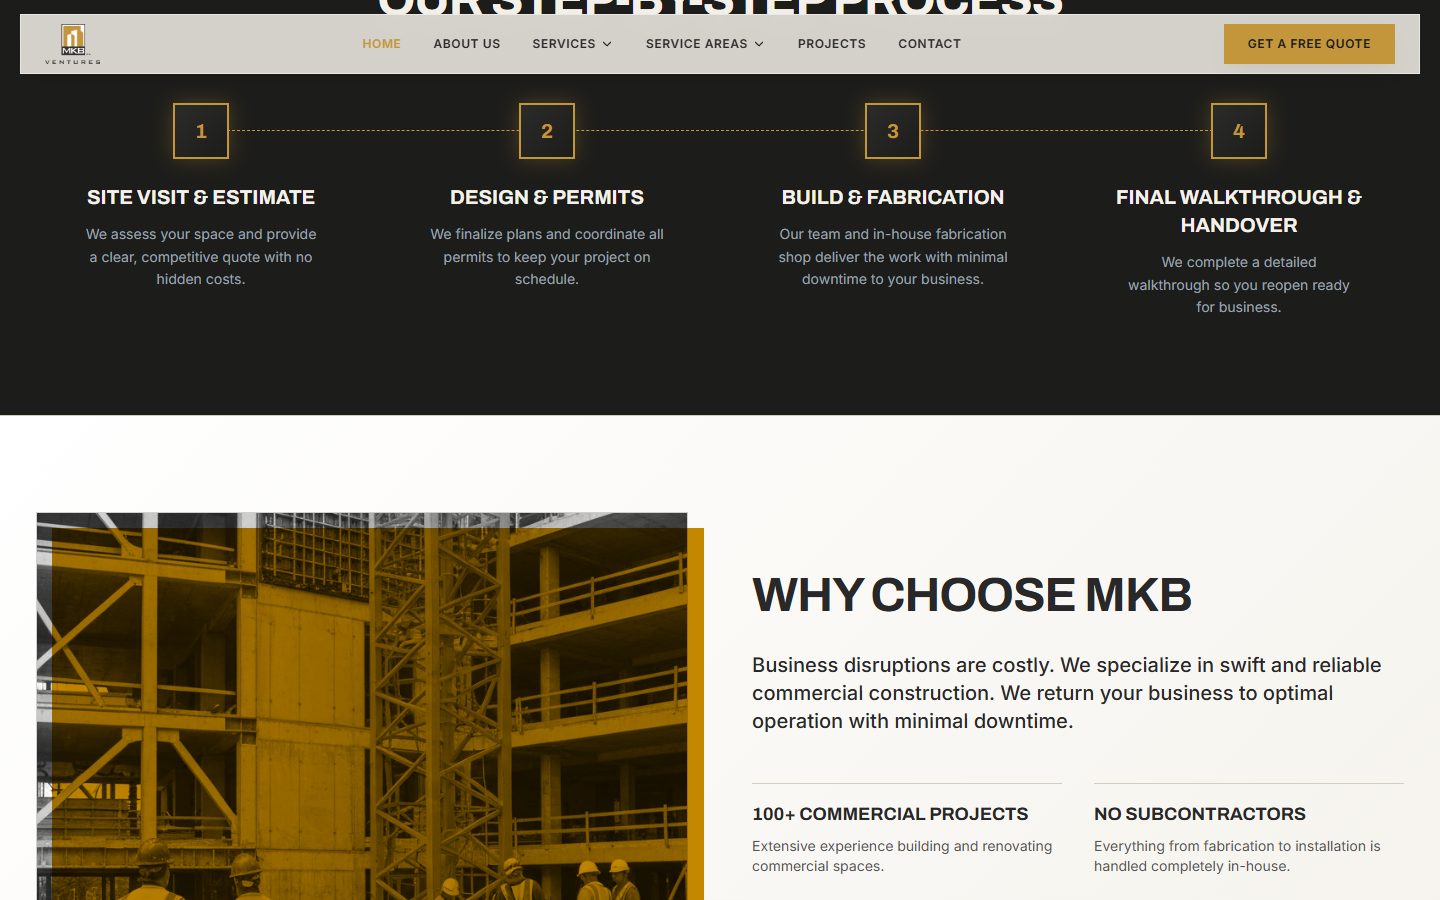 OUR STEP-BY-STEP PROCESS
MKB
VENTURES
HOME
ABOUT US
SERVICES
SERVICE AREAS
PROJECTS
CONTACT
GET A FREE QUOTE
1
2
3
4
SITE VISIT & ESTIMATE
We assess your space and provide
a clear, competitive quote with no
hidden costs.
DESIGN & PERMITS
We finalize plans and coordinate all
permits to keep your project on
schedule.
BUILD & FABRICATION
Our team and in-house fabrication
shop deliver the work with minimal
downtime to your business.
FINAL WALKTHROUGH &
HANDOVER
We complete a detailed
walkthrough so you reopen ready
for business.
WHY CHOOSE MKB
Business disruptions are costly. We specialize in swift and reliable
commercial construction. We return your business to optimal
operation with minimal downtime.
100+ COMMERCIAL PROJECTS
Extensive experience building and renovating
commercial spaces.
NO SUBCONTRACTORS
Everything from fabrication to installation is
handled completely in-house.